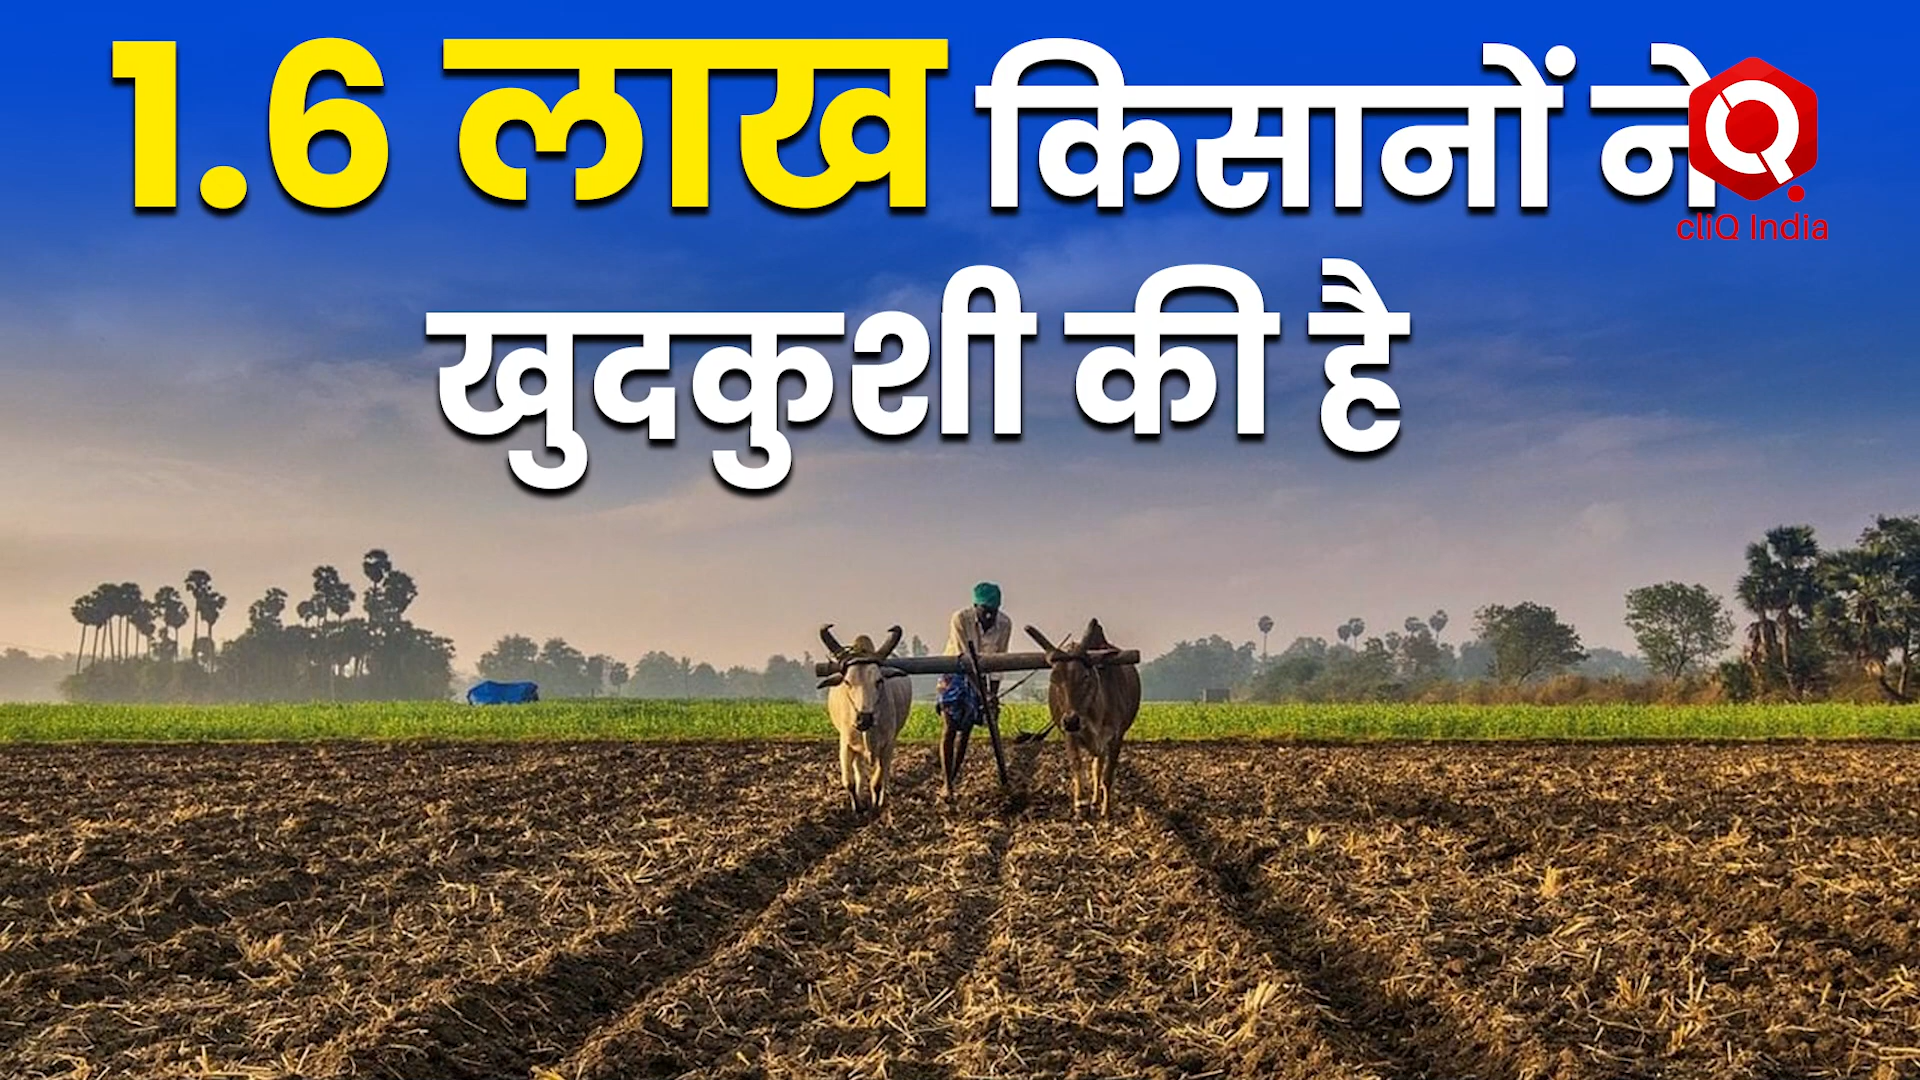 1.6 लाख किसानों ने
खुदकुशी की है
cliQ India